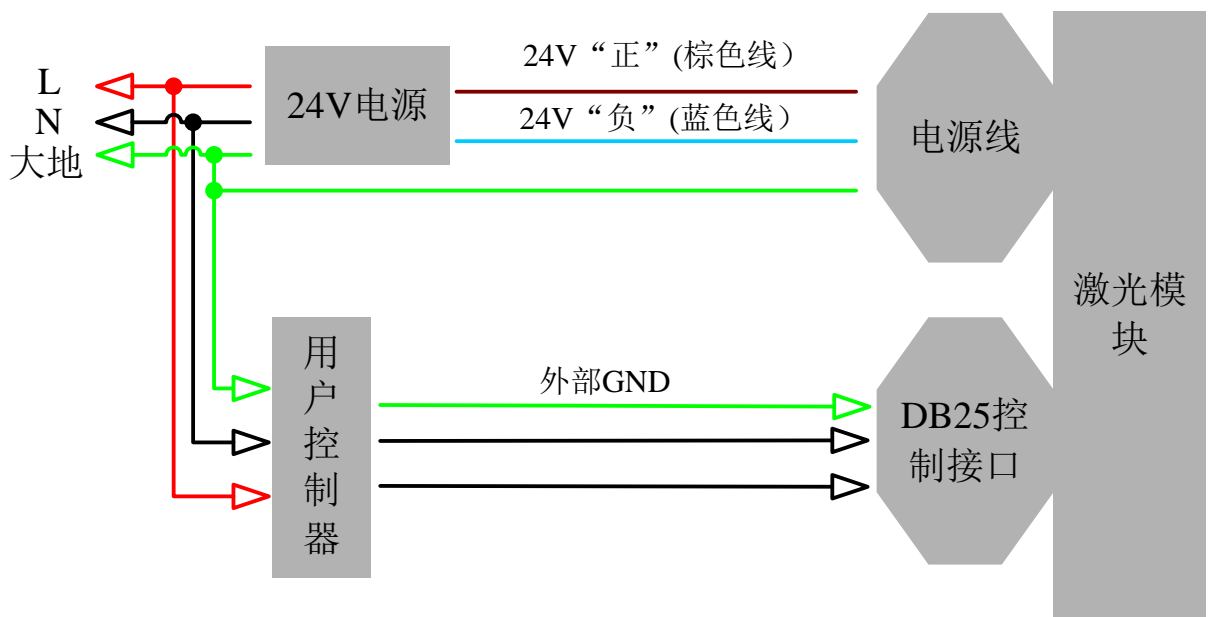 L
N
大地
24V电源
24V“正”(棕色线）
24V“负”(蓝色线）
电源线
激光模
块
用
户
控
制
器
外部GND
DB25控
制接口